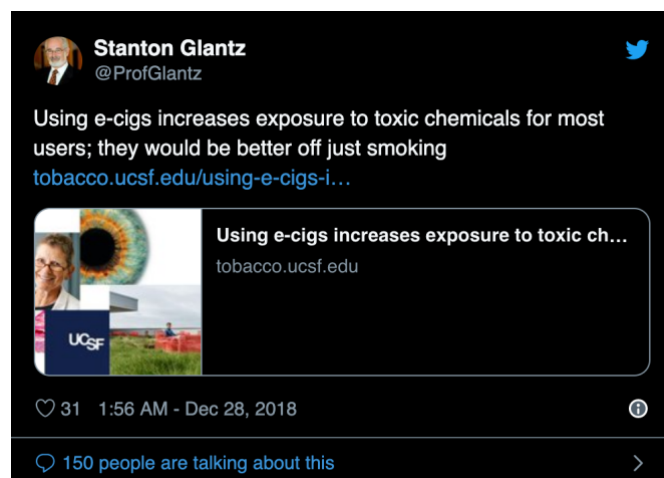 Stanton Glantz
@ProfGlantz
Using e-cigs increases exposure to toxic chemicals for most
users; they would be better off just smoking
tobacco.ucsf.edu/using-e-cigs-i…
Using e-cigs increases exposure to toxic ch…
tobacco.ucsf.edu
UCSF
31 1:56 AM - Dec 28, 2018
150 people are talking about this